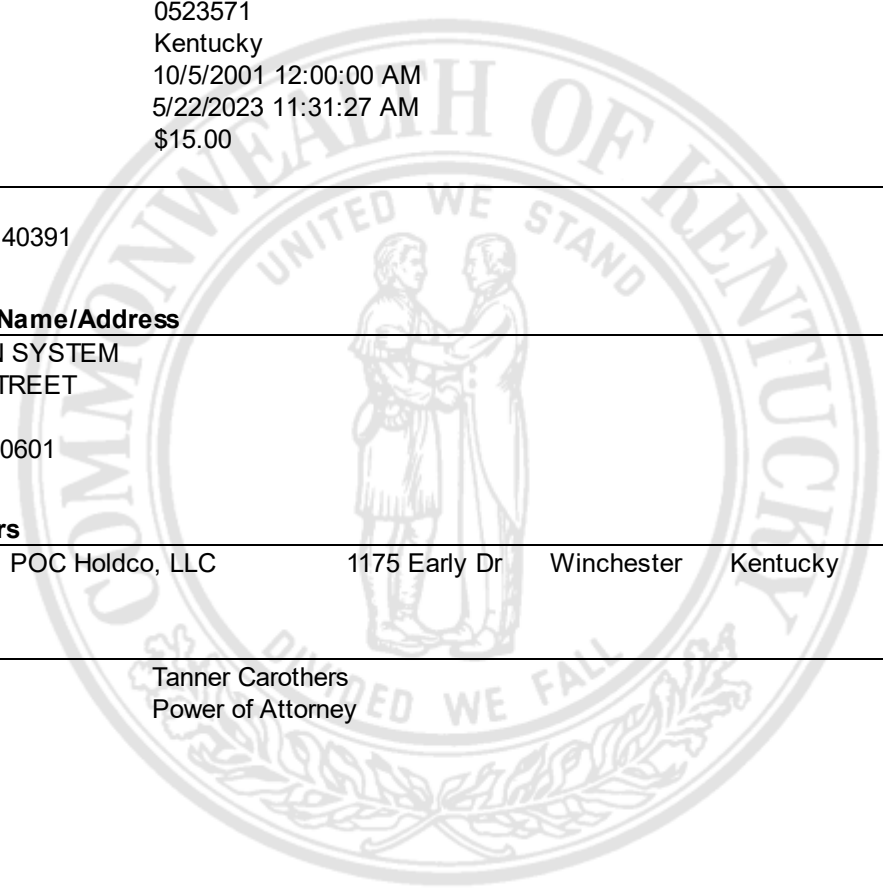 0523571
Kentucky
10/5/2001 12:00:00 AM
5/22/2023 11:31:27 AM
$15.00
40391
Name/Address
N SYSTEM
TREET
0601
rs
POC Holdco, LLC 1175 Early Dr Winchester Kentucky
Tanner Carothers
Power of Attorney
COMMONWEALTH OF KENTUCKY
UNITED WE STAND
DIVIDED WE FALL